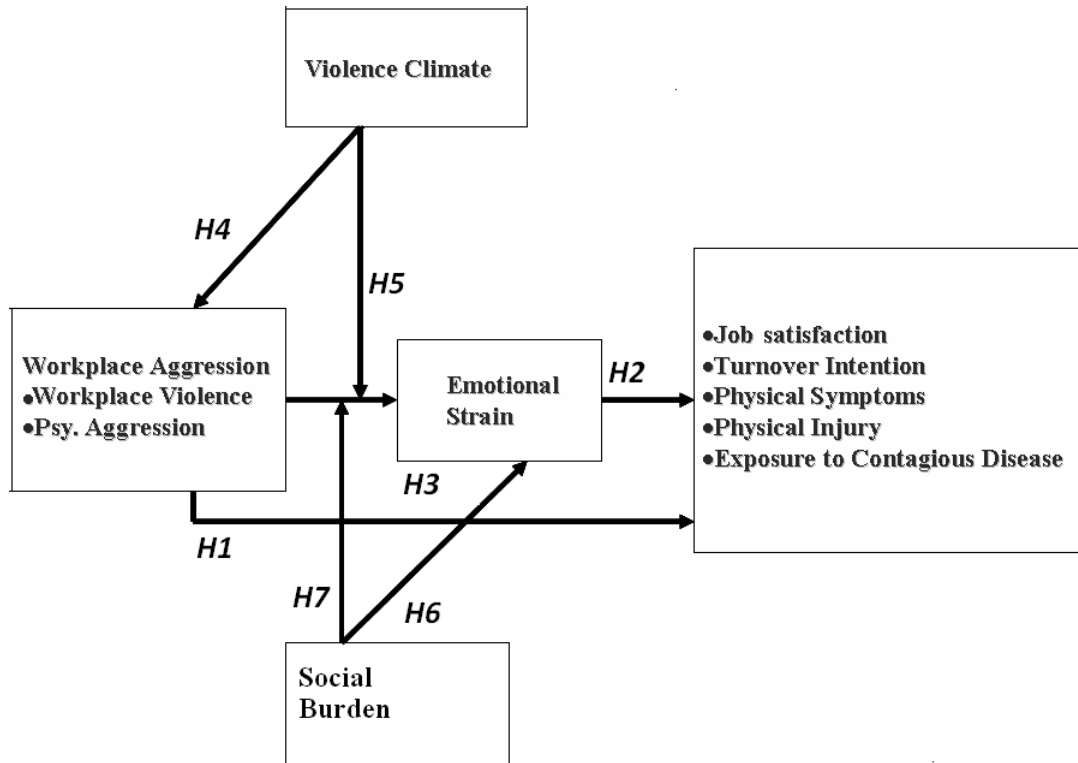 Violence Climate
H4
H5
Workplace Aggression
•Workplace Violence
•Psy. Aggression
Emotional
Strain
H2
•Job satisfaction
•Turnover Intention
•Physical Symptoms
•Physical Injury
•Exposure to Contagious Disease
H3
H1
H7
H6
Social
Burden